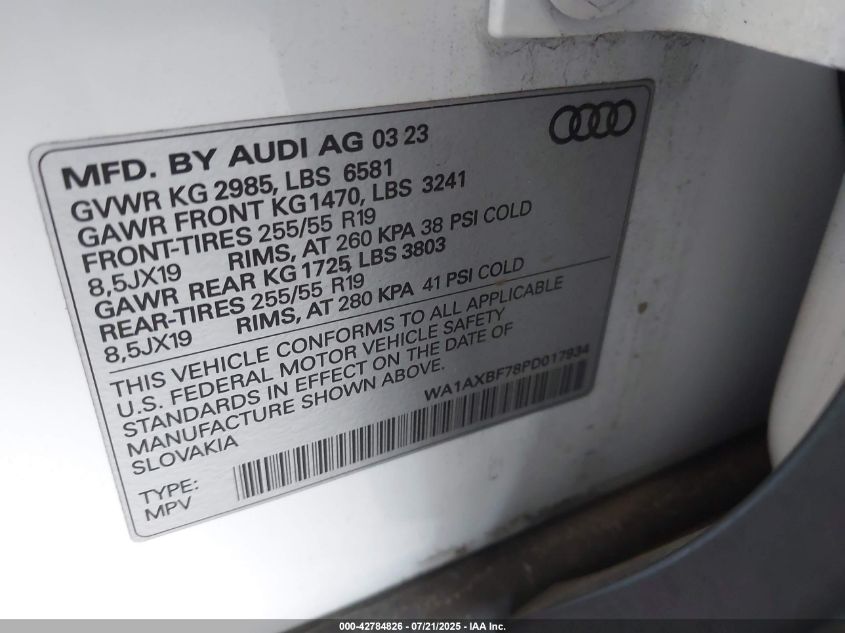 MFD. BY AUDI AG 03 23
GVWR KG 2985, LBS 6581
GAWR FRONT KG 1470, LBS 3241
FRONT-TIRES 255/55 R19
8,5JX19 RIMS, AT 260 KPA 38 PSI COLD
GAWR REAR KG 1725, LBS 3803
REAR-TIRES 255/55 R19
8,5JX19 RIMS, AT 280 KPA 41 PSI COLD
THIS VEHICLE CONFORMS TO ALL APPLICABLE
U.S. FEDERAL MOTOR VEHICLE SAFETY
STANDARDS IN EFFECT ON THE DATE OF
MANUFACTURE SHOWN ABOVE.
SLOVAKIA
WA1AXBF78PD017934
TYPE:
MPV
000-42784826 - 07/21/2025 - IAA Inc.